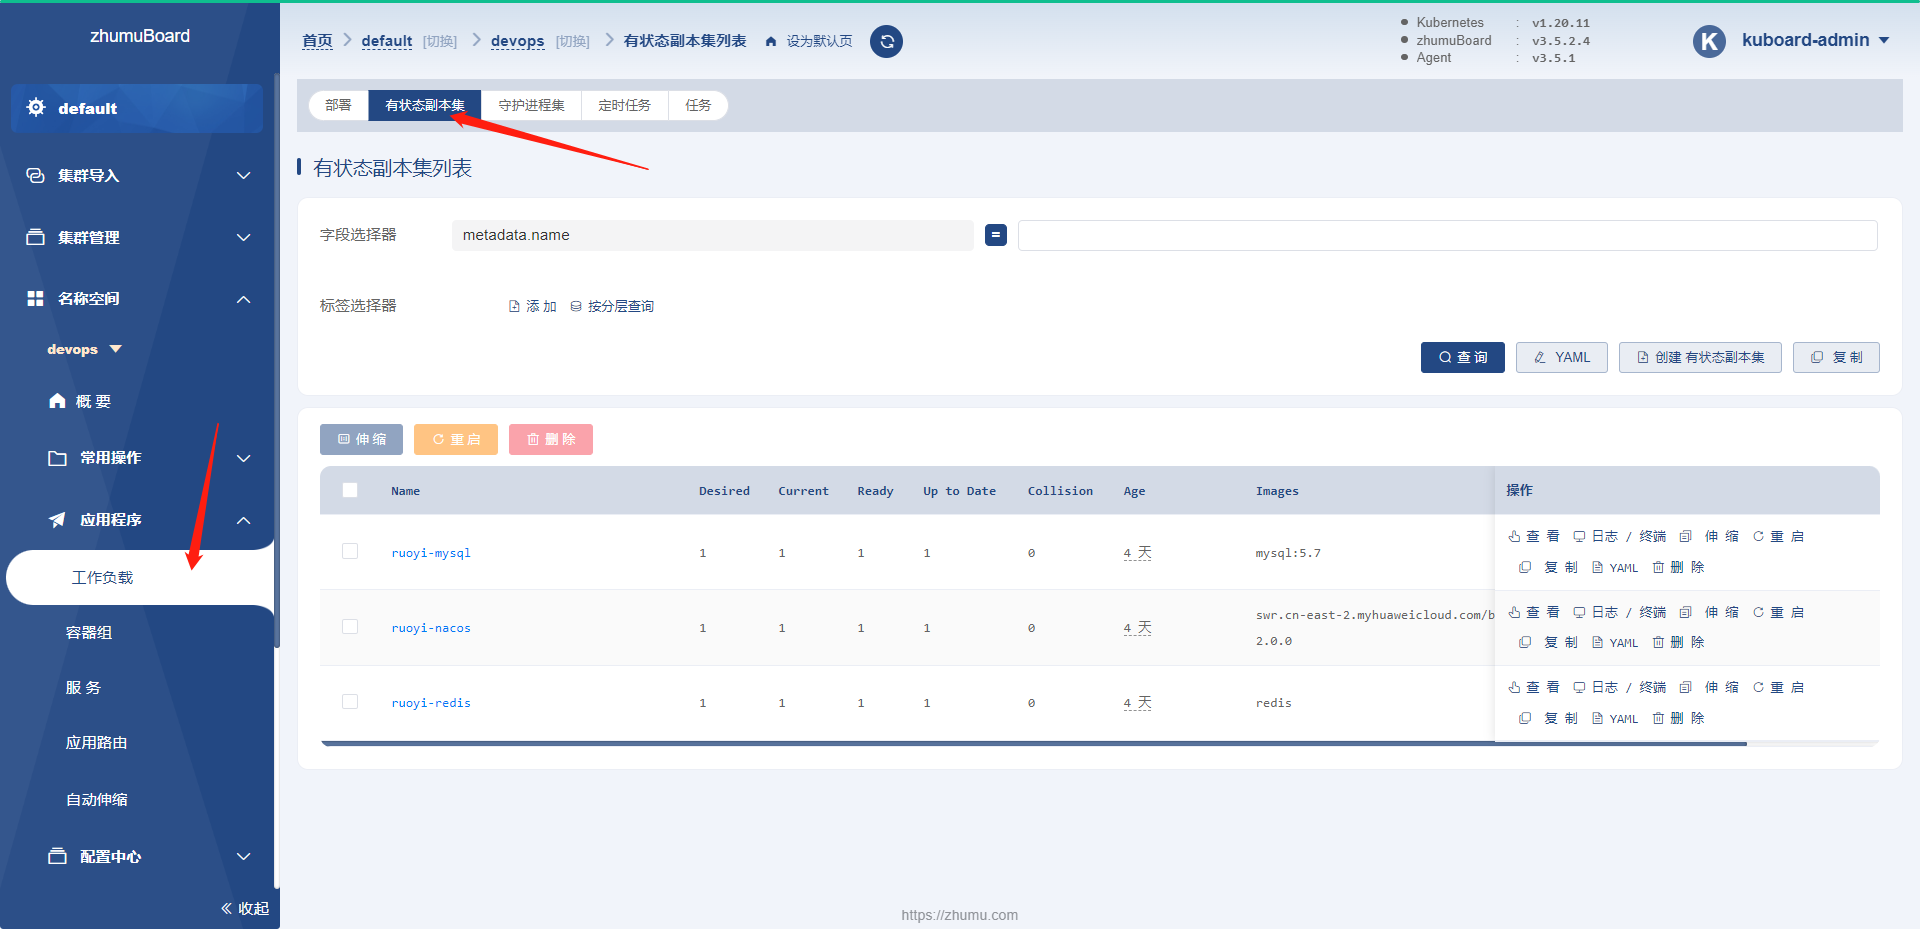 zhumuBoard
default
集群导入
集群管理
名称空间
devops
概 要
常用操作
应用程序
工作负载
容器组
服 务
应用路由
自动伸缩
配置中心
收起
首页 default [切换] devops [切换] 有状态副本集列表 设为默认页
Kubernetes : v1.20.11
zhumuBoard : v3.5.2.4
Agent : v3.5.1
K kuboard-admin
部署 有状态副本集 守护进程集 定时任务 任务
有状态副本集列表
字段选择器 metadata.name =
标签选择器 添 加 按分层查询
查 询 YAML 创建 有状态副本集 复 制
伸 缩 重 启 删 除
Name Desired Current Ready Up to Date Collision Age Images 操作
ruoyi-mysql 1 1 1 1 0 4 天 mysql:5.7 查 看 日志 / 终端 伸 缩 重 启
复 制 YAML 删 除
ruoyi-nacos 1 1 1 1 0 4 天 swr.cn-east-2.myhuaweicloud.com/b 查 看 日志 / 终端 伸 缩 重 启
2.0.0 复 制 YAML 删 除
ruoyi-redis 1 1 1 1 0 4 天 redis 查 看 日志 / 终端 伸 缩 重 启
复 制 YAML 删 除
https://zhumu.com